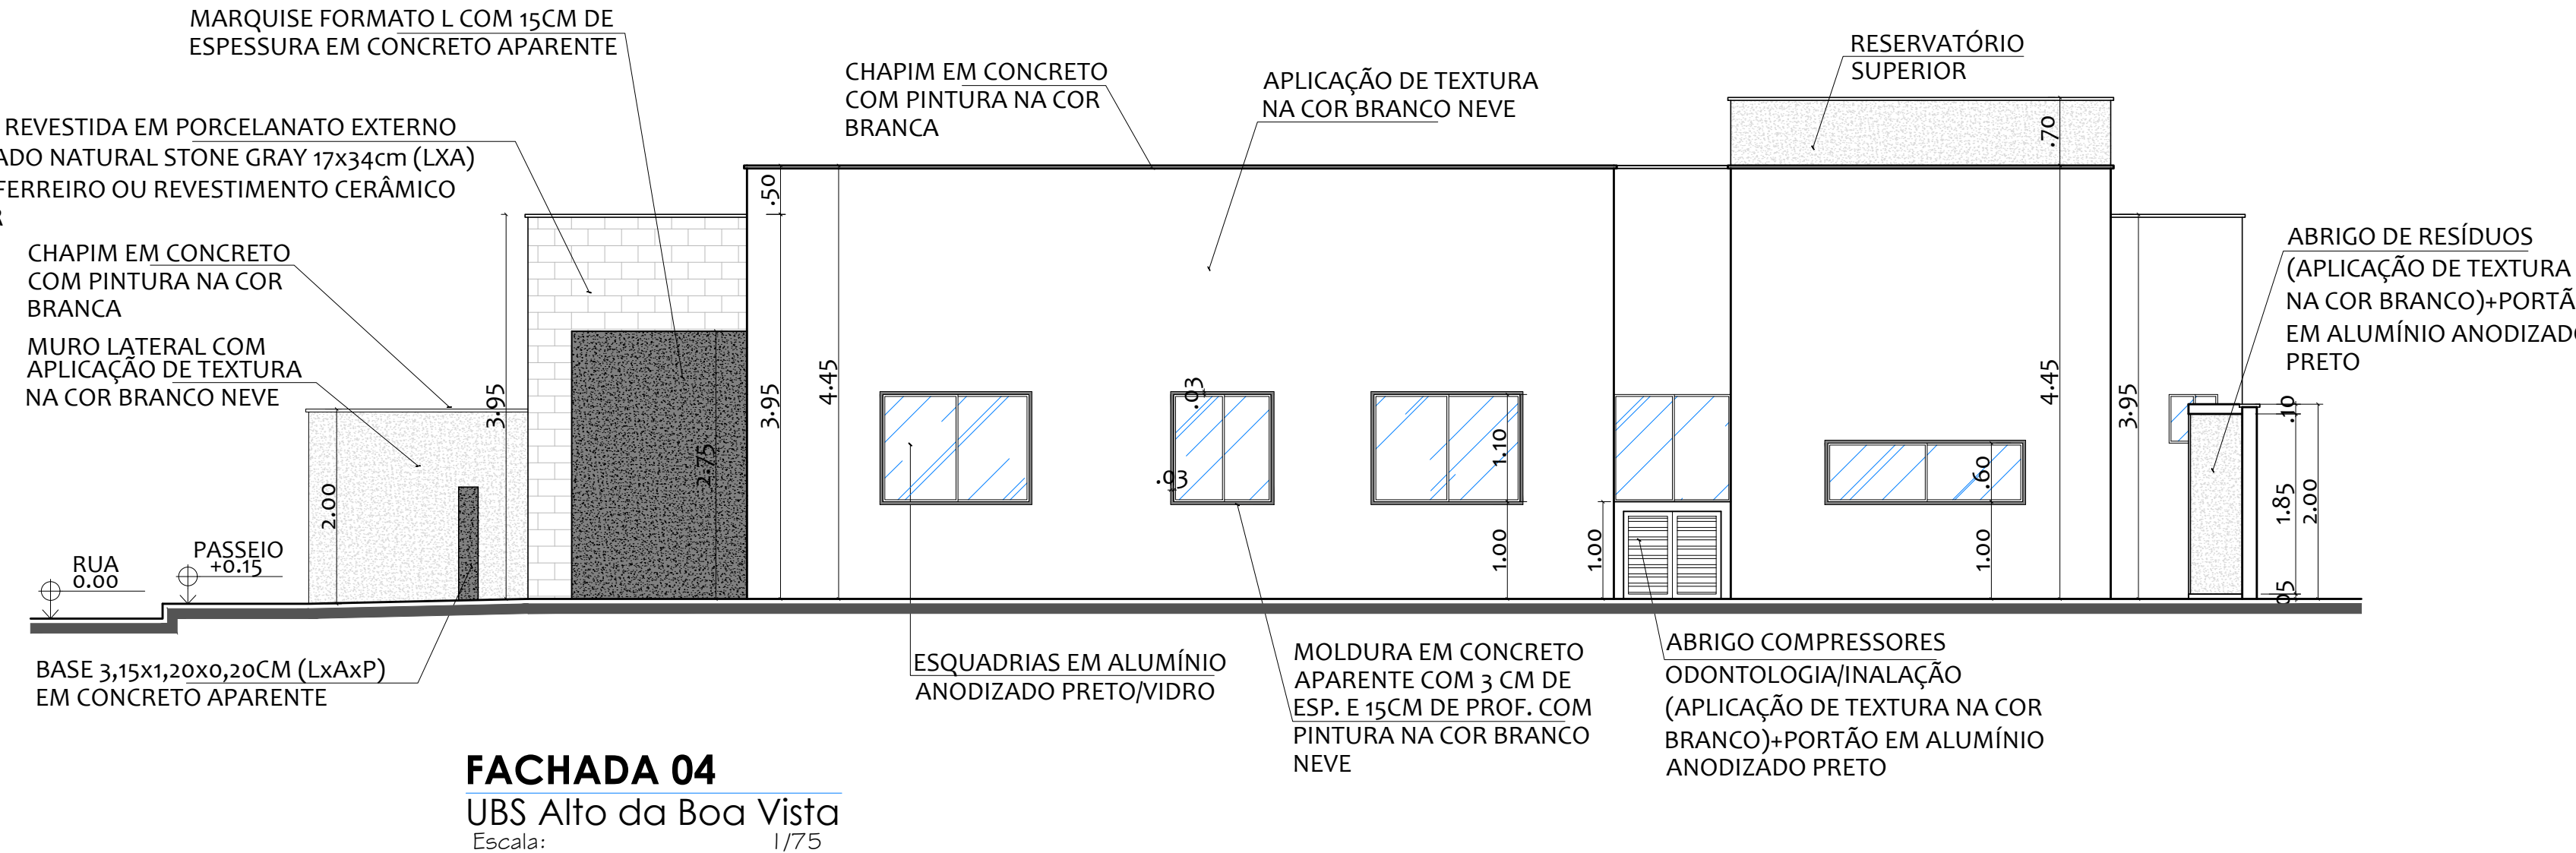 MARQUISE FORMATO L COM 15CM DE
ESPESSURA EM CONCRETO APARENTE
REVESTIDA EM PORCELANATO EXTERNO
ADO NATURAL STONE GRAY 17x34cm (LXA)
FERREIRO OU REVESTIMENTO CERÂMICO
R
CHAPIM EM CONCRETO
COM PINTURA NA COR
BRANCA
MURO LATERAL COM
APLICAÇÃO DE TEXTURA
NA COR BRANCO NEVE
CHAPIM EM CONCRETO
COM PINTURA NA COR
BRANCA
APLICAÇÃO DE TEXTURA
NA COR BRANCO NEVE
RESERVATÓRIO
SUPERIOR
ABRIGO DE RESÍDUOS
(APLICAÇÃO DE TEXTURA
NA COR BRANCO)+PORTÃ
EM ALUMÍNIO ANODIZADO
PRETO
RUA
0.00
PASSEIO
+0.15
2.00
3.95
2.75
.50
3.95
4.45
.03
.03
1.10
1.00
1.00
.60
1.00
.70
4.45
3.95
.10
1.85
.05
2.00
BASE 3,15x1,20x0,20CM (LxAxP)
EM CONCRETO APARENTE
ESQUADRIAS EM ALUMÍNIO
ANODIZADO PRETO/VIDRO
MOLDURA EM CONCRETO
APARENTE COM 3 CM DE
ESP. E 15CM DE PROF. COM
PINTURA NA COR BRANCO
NEVE
ABRIGO COMPRESSORES
ODONTOLOGIA/INALAÇÃO
(APLICAÇÃO DE TEXTURA NA COR
BRANCO)+PORTÃO EM ALUMÍNIO
ANODIZADO PRETO
FACHADA 04
UBS Alto da Boa Vista
Escala: 1/75